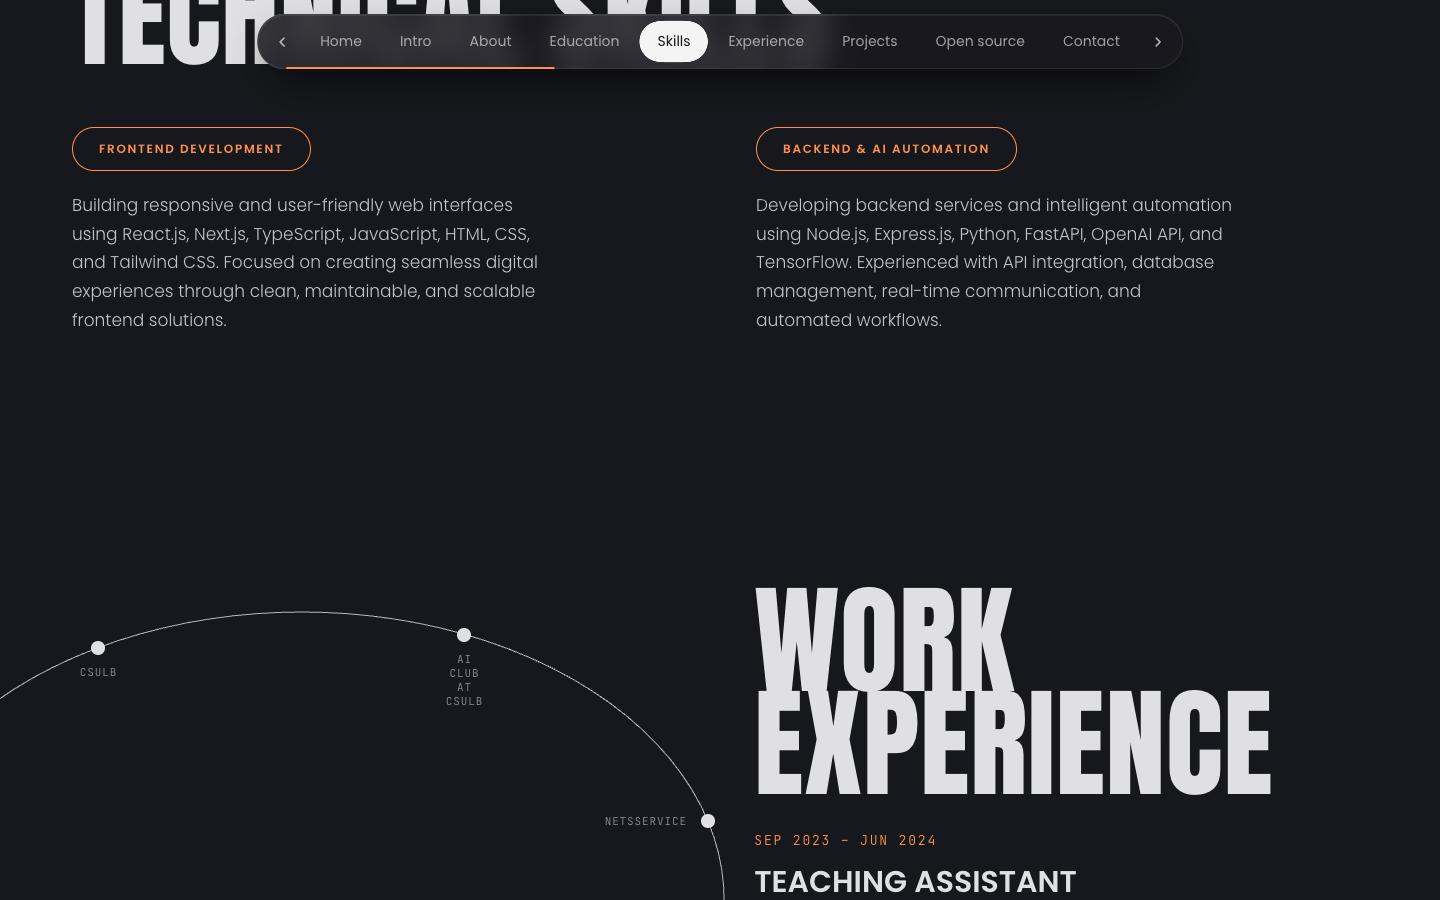 TECHNICAL SKILLS
Home
Intro
About
Education
Skills
Experience
Projects
Open source
Contact
FRONTEND DEVELOPMENT
Building responsive and user-friendly web interfaces
using React.js, Next.js, TypeScript, JavaScript, HTML, CSS,
and Tailwind CSS. Focused on creating seamless digital
experiences through clean, maintainable, and scalable
frontend solutions.
BACKEND & AI AUTOMATION
Developing backend services and intelligent automation
using Node.js, Express.js, Python, FastAPI, OpenAI API, and
TensorFlow. Experienced with API integration, database
management, real-time communication, and
automated workflows.
CSULB
AI
CLUB
AT
CSULB
NETSSERVICE
WORK
EXPERIENCE
SEP 2023 – JUN 2024
TEACHING ASSISTANT